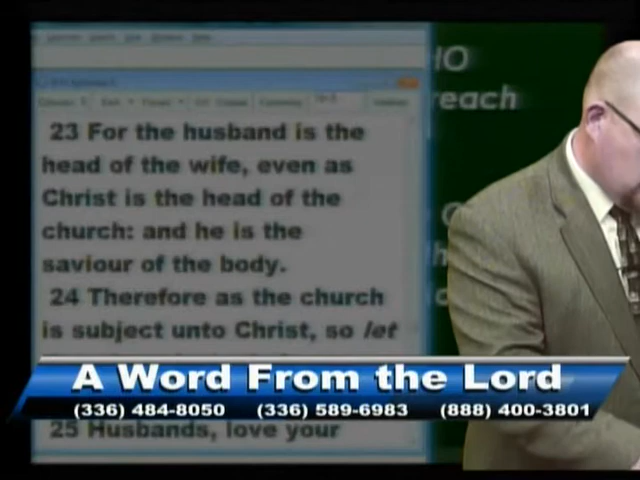 23 For the husband is the
head of the wife, even as
Christ is the head of the
church: and he is the
saviour of the body.
24 Therefore as the church
is subject unto Christ, so let
25 Husbands, love your
reach
A Word From the Lord
(336) 484-8050 (336) 589-6983 (888) 400-3801